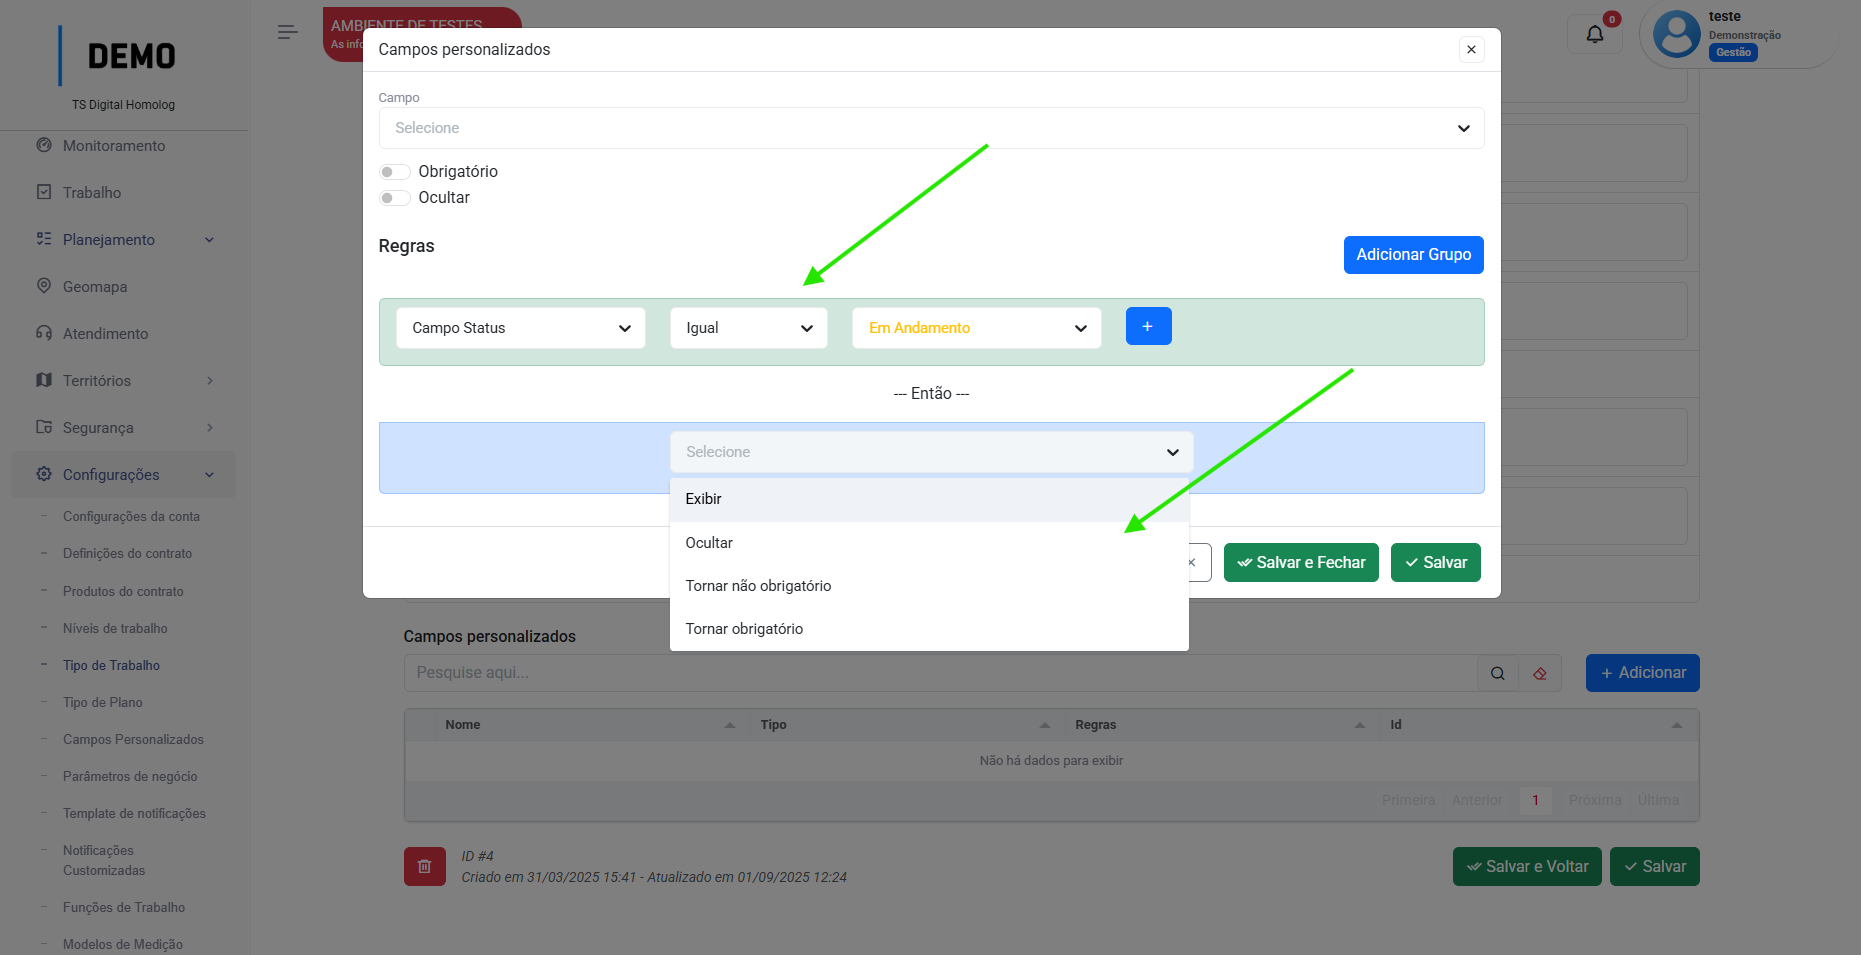 DEMO
TS Digital Homolog
Monitoramento
Trabalho
Planejamento
Geomapa
Atendimento
Territórios
Segurança
Configurações
Configurações da conta
Definições do contrato
Produtos do contrato
Níveis de trabalho
Tipo de Trabalho
Tipo de Plano
Campos Personalizados
Parâmetros de negócio
Template de notificações
Notificações
Customizadas
Funções de Trabalho
Modelos de Medição
AMBIENTE DE TESTES
As info
0
teste
Demonstração
Gestão
Campos personalizados
Campo
Selecione
Obrigatório
Ocultar
Regras
Adicionar Grupo
Campo Status
Igual
Em Andamento
+
--- Então ---
Selecione
Exibir
Ocultar
Tornar não obrigatório
Tornar obrigatório
Salvar e Fechar
Salvar
Campos personalizados
Pesquise aqui...
+ Adicionar
Nome Tipo Regras Id
Não há dados para exibir
Primeira Anterior 1 Próxima Última
ID #4
Criado em 31/03/2025 15:41 - Atualizado em 01/09/2025 12:24
Salvar e Voltar
Salvar